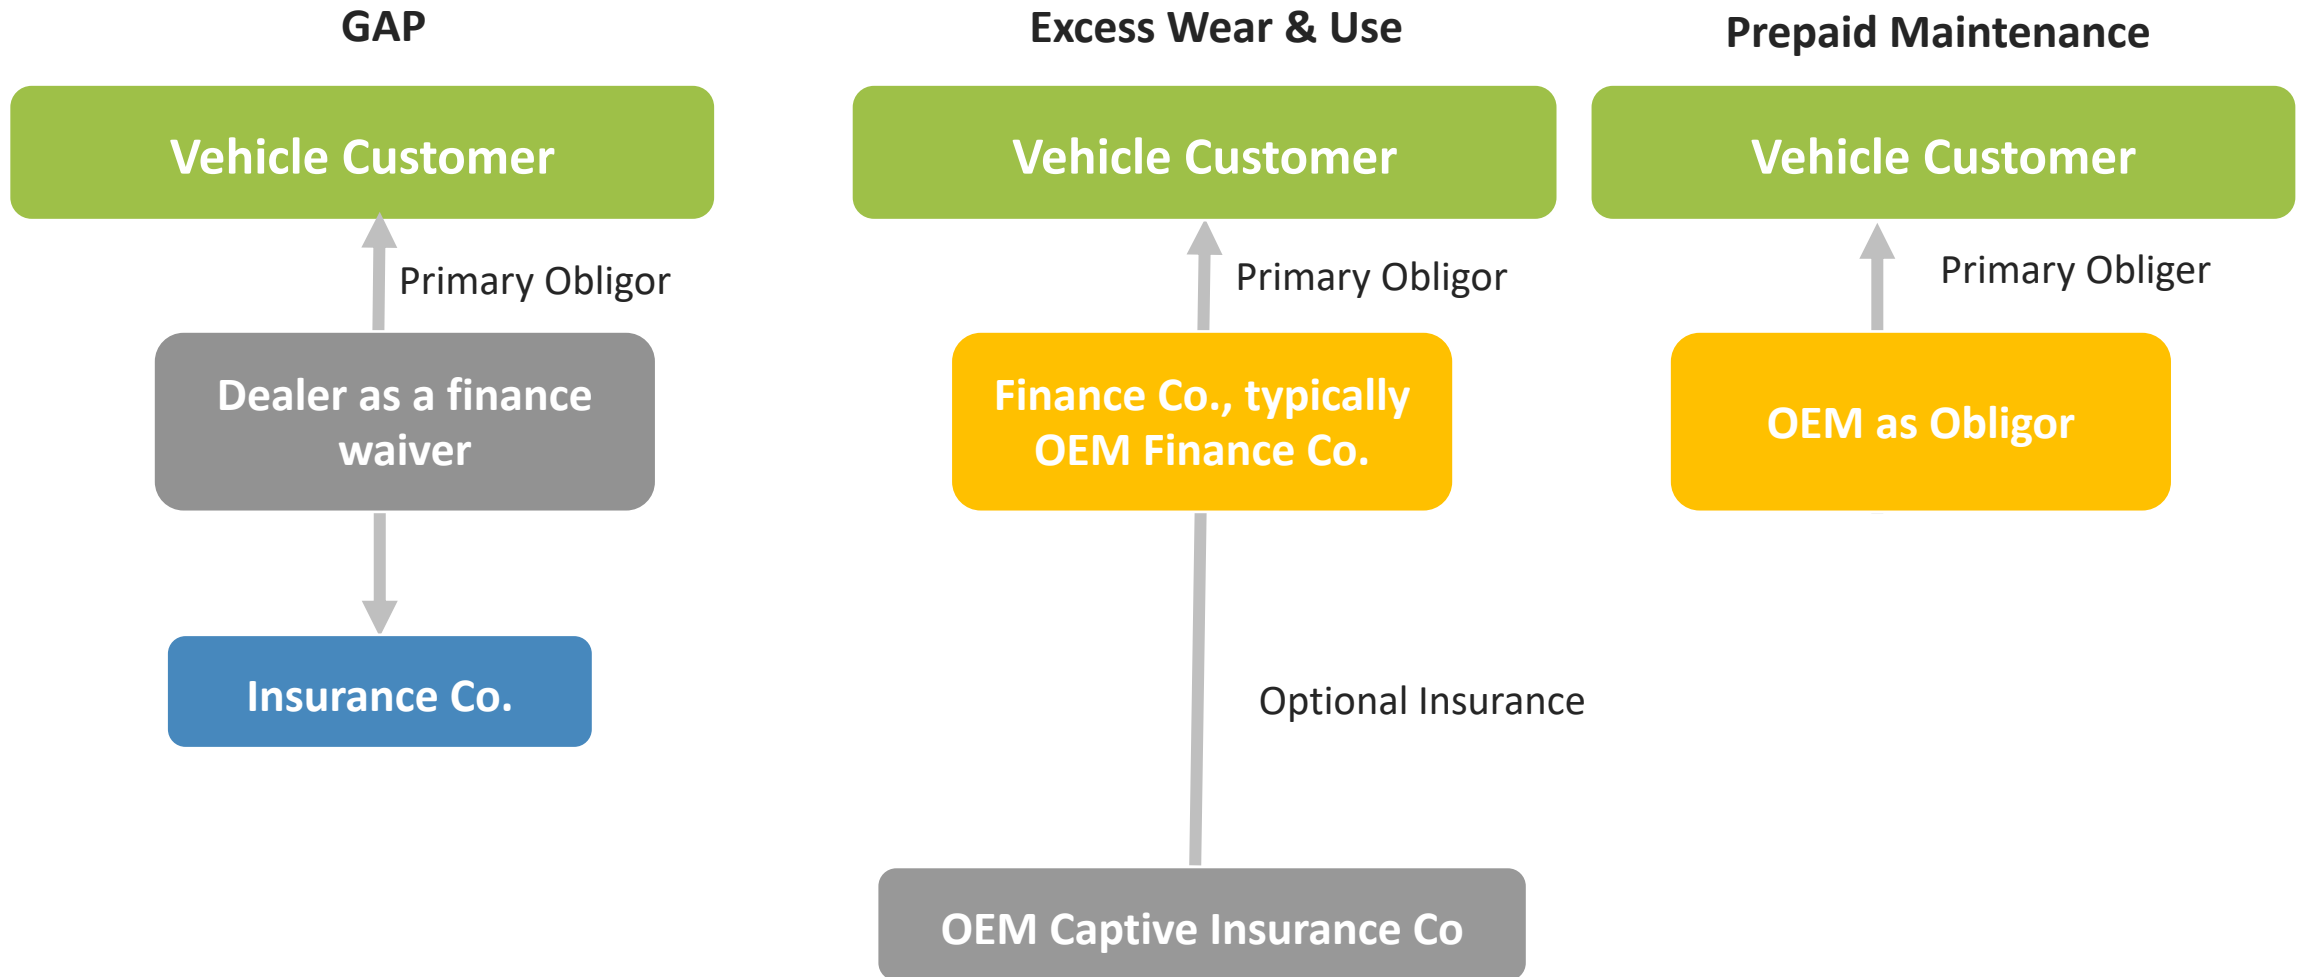 GAP
Vehicle Customer
Primary Obligor
Dealer as a finance
waiver
Insurance Co.
Excess Wear & Use
Vehicle Customer
Primary Obligor
Finance Co., typically
OEM Finance Co.
Optional Insurance
OEM Captive Insurance Co
Prepaid Maintenance
Vehicle Customer
Primary Obliger
OEM as Obligor